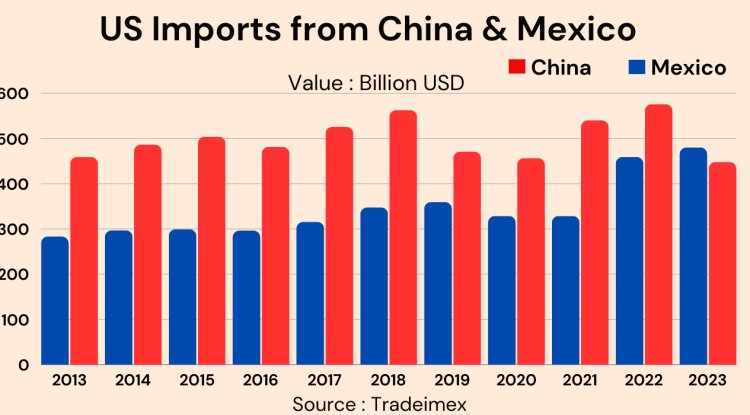 US Imports from China & Mexico
China Mexico
Value : Billion USD
600
500
400
300
200
100
0
2013 2014 2015 2016 2017 2018 2019 2020 2021 2022 2023
Source : Tradeimex